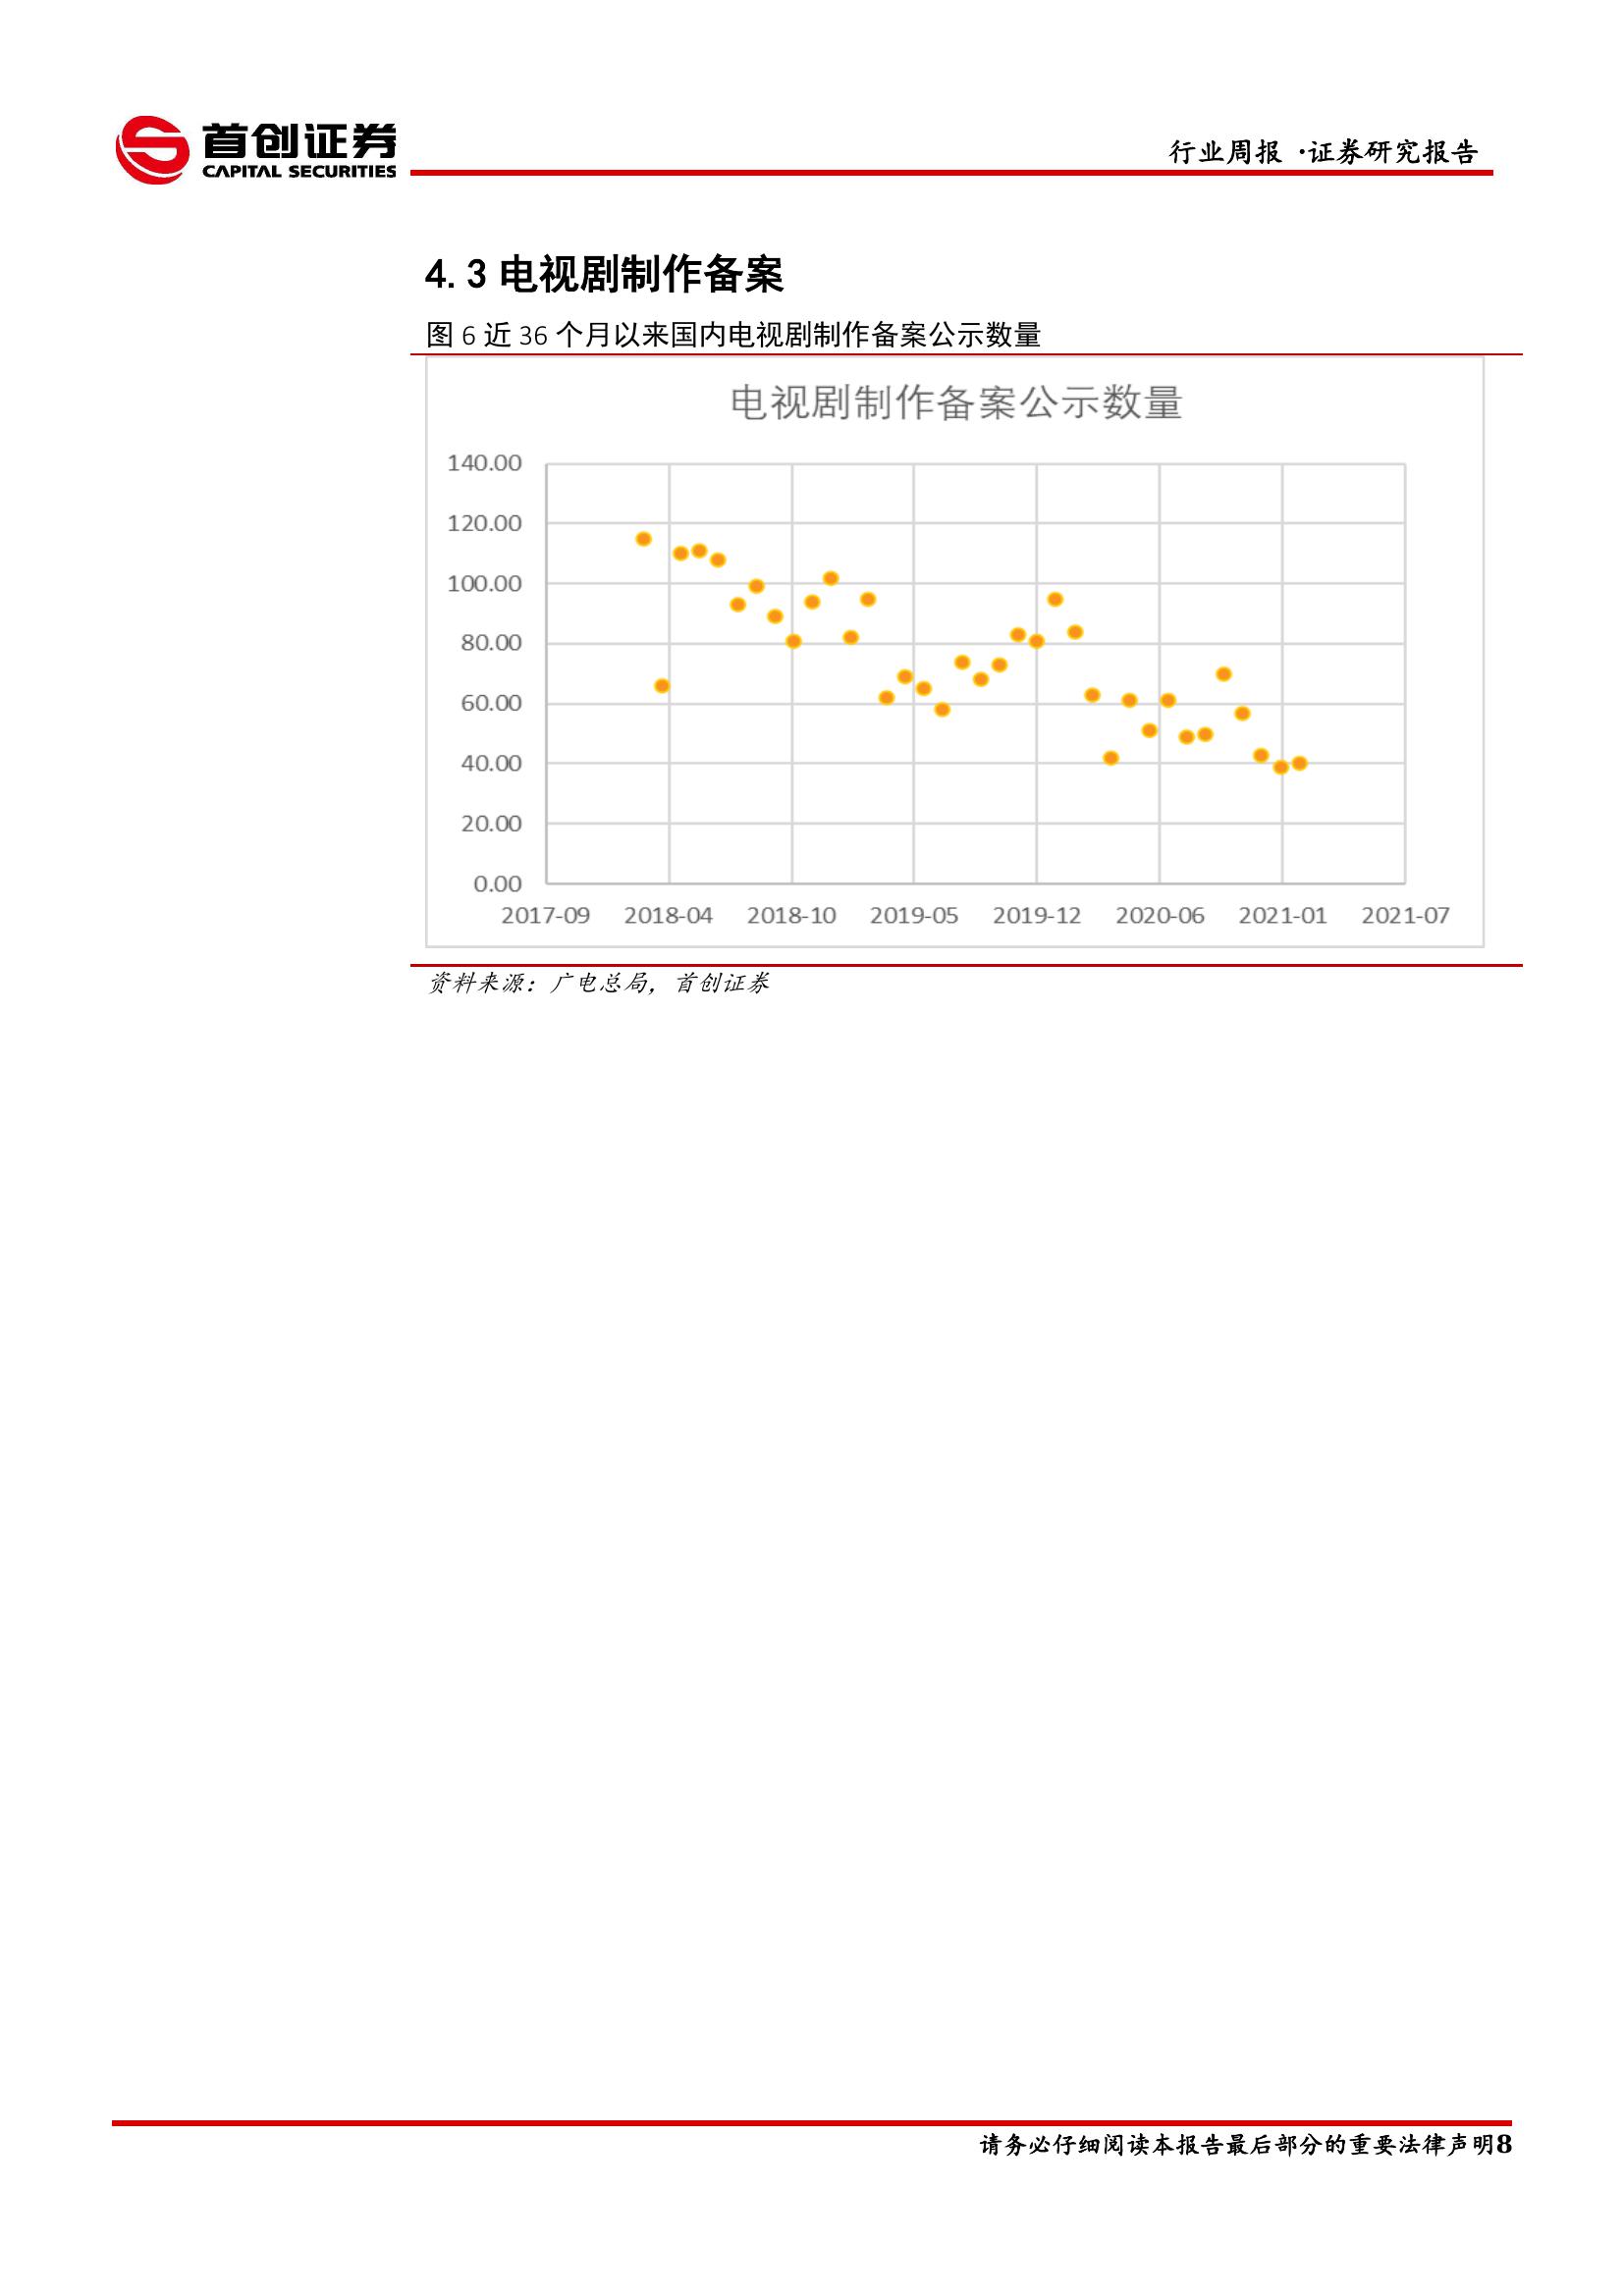 首创证券
CAPITAL SECURITIES
行业周报 ·证券研究报告
4.3 电视剧制作备案
图 6 近 36 个月以来国内电视剧制作备案公示数量
电视剧制作备案公示数量
140.00
120.00
100.00
80.00
60.00
40.00
20.00
0.00
2017-09 2018-04 2018-10 2019-05 2019-12 2020-06 2021-01 2021-07
资料来源：广电总局，首创证券
请务必仔细阅读本报告最后部分的重要法律声明8